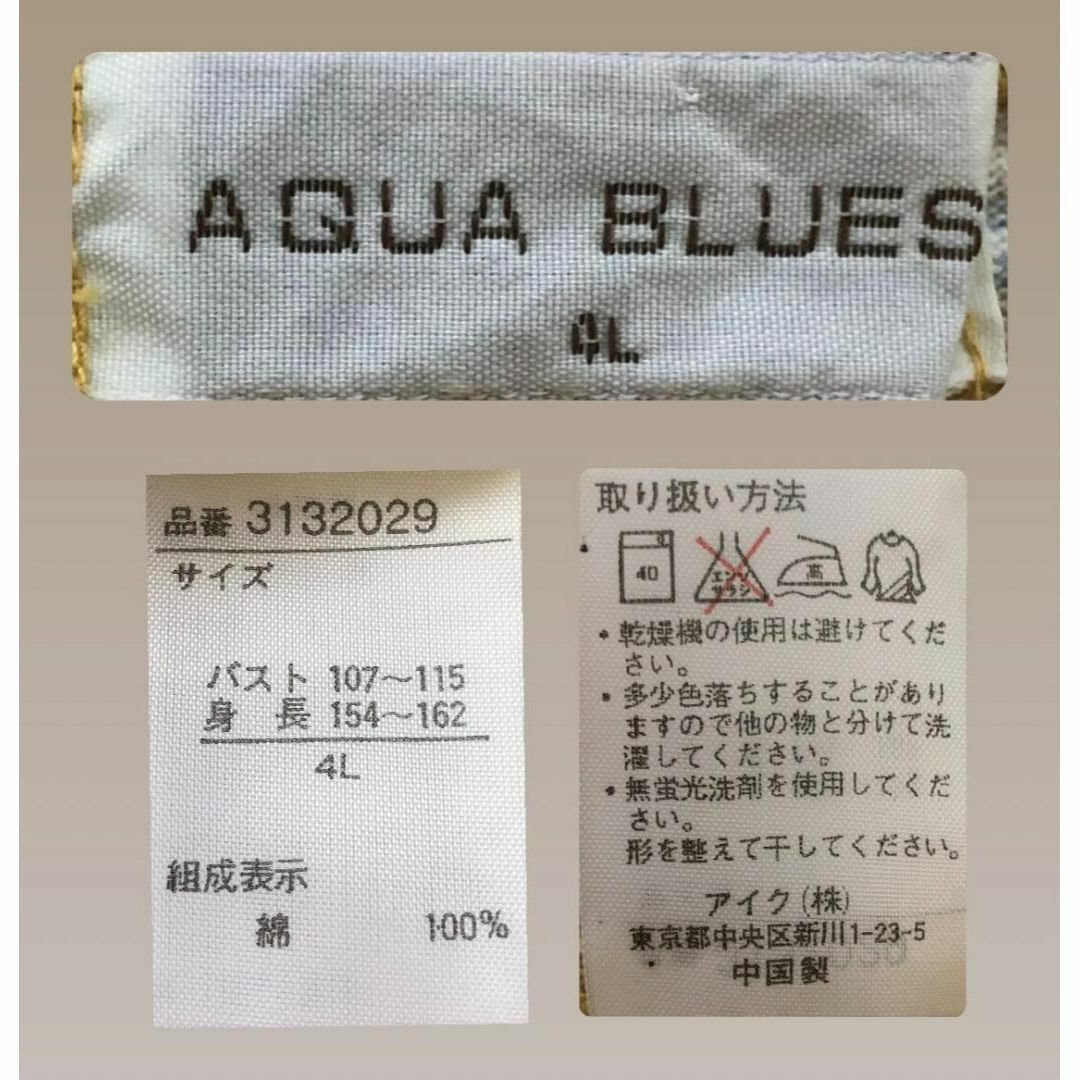 AQUA BLUES
4L
品番 3132029
サイズ
バスト 107～115
身 長 154～162
4L
組成表示
綿 100%
取り扱い方法
40
エンソ
サラシ
高
・乾燥機の使用は避けてくだ
さい。
・多少色落ちすることがあり
ますので他の物と分けて洗
濯してください。
・無蛍光洗剤を使用してくだ
さい。
形を整えて干してください。
アイク(株)
東京都中央区新川1-23-5
中国製